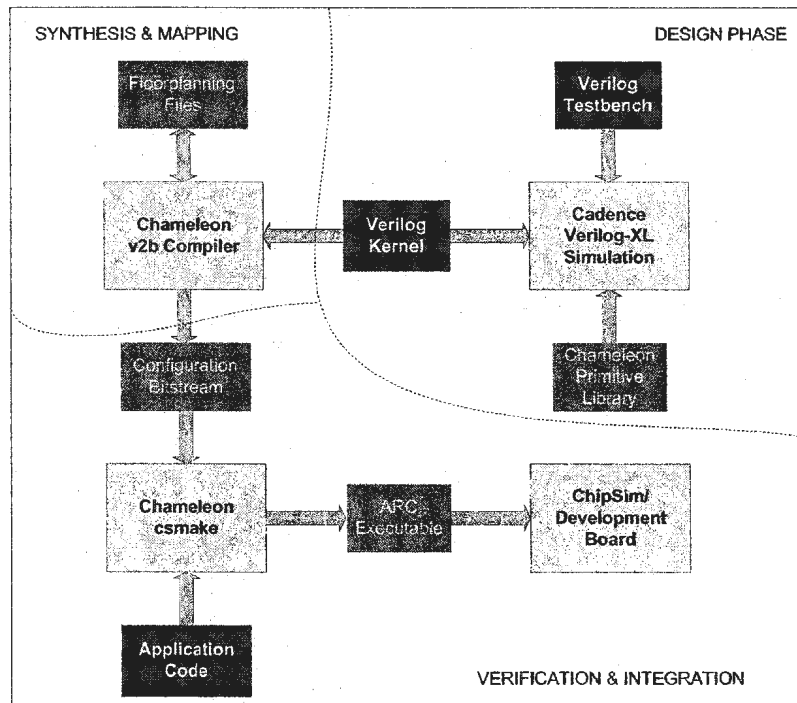 SYNTHESIS & MAPPING
DESIGN PHASE
Floorplanning
Files
Verilog
Testbench
Chameleon
v2b Compiler
Verilog
Kernel
Cadence
Verilog-XL
Simulation
Configuration
Bitstream
Chameleon
Primitive
Library
Chameleon
csmake
ARC
Executable
ChipSim/
Development
Board
Application
Code
VERIFICATION & INTEGRATION